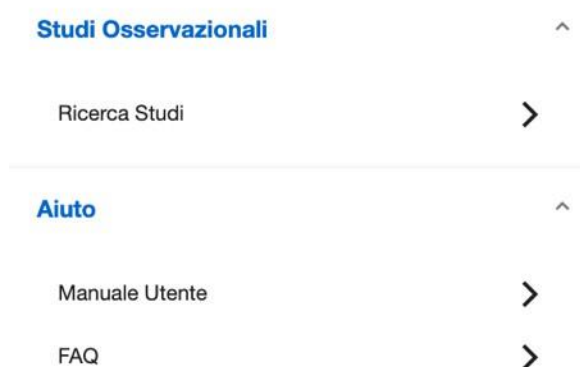 Studi Osservazionali
Ricerca Studi
Aiuto
Manuale Utente
FAQ